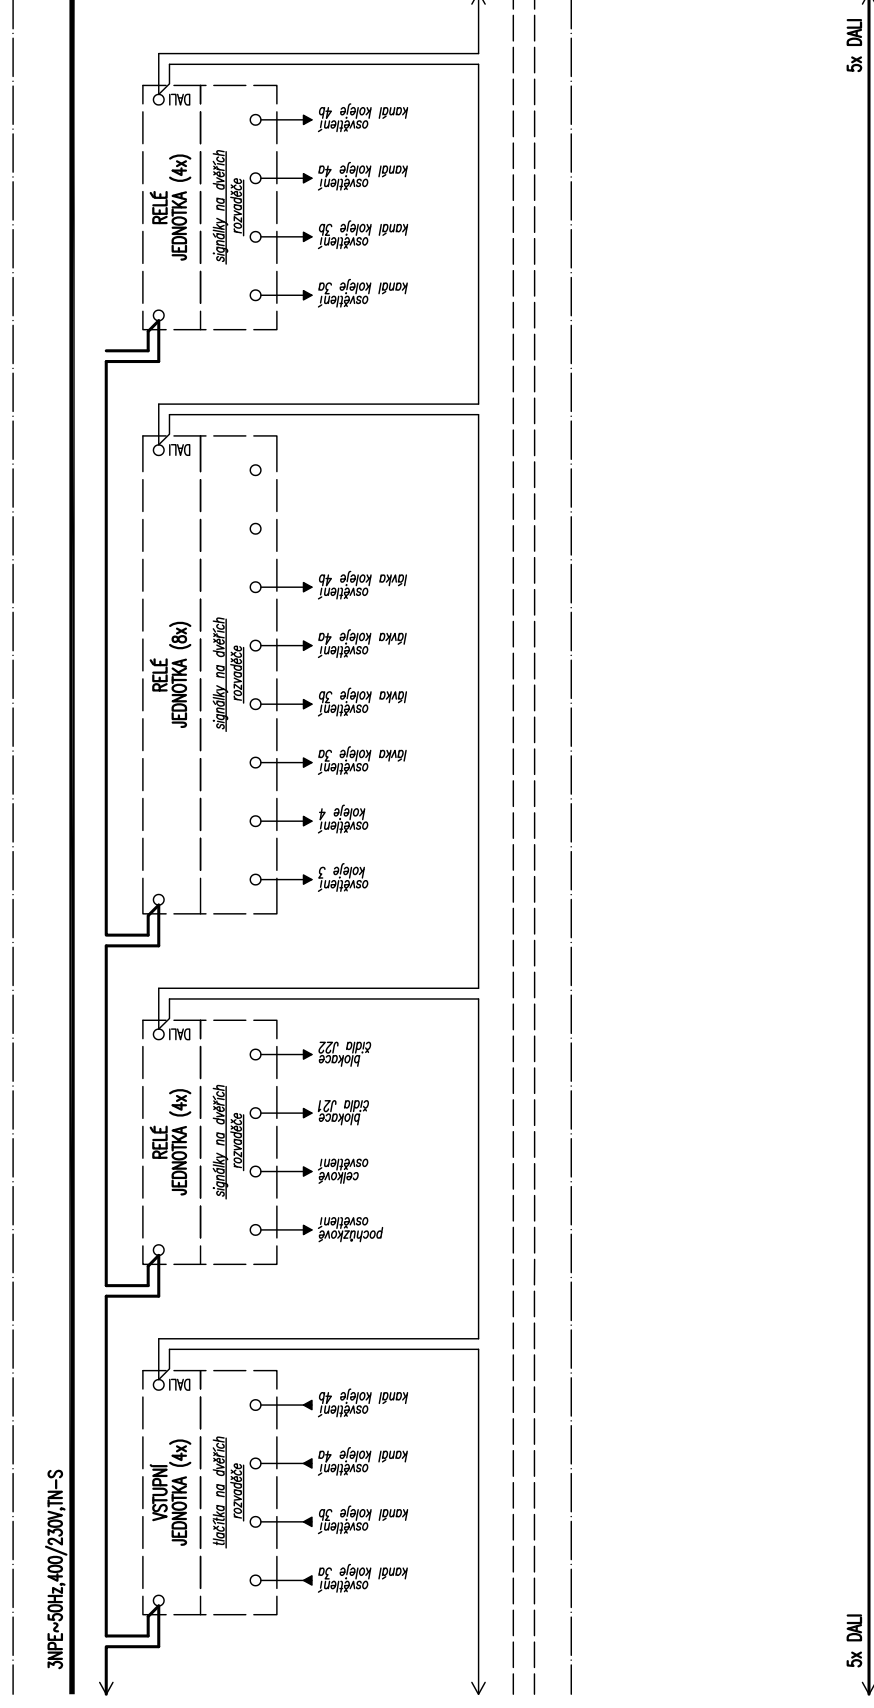 3NPE~50Hz,400/230V,TN-S
VSTUPNÍ
JEDNOTKA (4x)
tlačítka na dvěřích
rozvaděče
DALI
osvětlení
kanál koleje 3a
osvětlení
kanál koleje 3b
osvětlení
kanál koleje 4a
osvětlení
kanál koleje 4b
RELÉ
JEDNOTKA (4x)
signálky na dvěřích
rozvaděče
DALI
pochůzkové
osvětlení
celkové
osvětlení
blokace
čidla J21
blokace
čidla J22
RELÉ
JEDNOTKA (8x)
signálky na dvěřích
rozvaděče
DALI
osvětlení
koleje 3
osvětlení
koleje 4
osvětlení
lávka koleje 3a
osvětlení
lávka koleje 3b
osvětlení
lávka koleje 4a
osvětlení
lávka koleje 4b
RELÉ
JEDNOTKA (4x)
signálky na dvěřích
rozvaděče
DALI
osvětlení
kanál koleje 3a
osvětlení
kanál koleje 3b
osvětlení
kanál koleje 4a
osvětlení
kanál koleje 4b
5x DALI
5x DALI